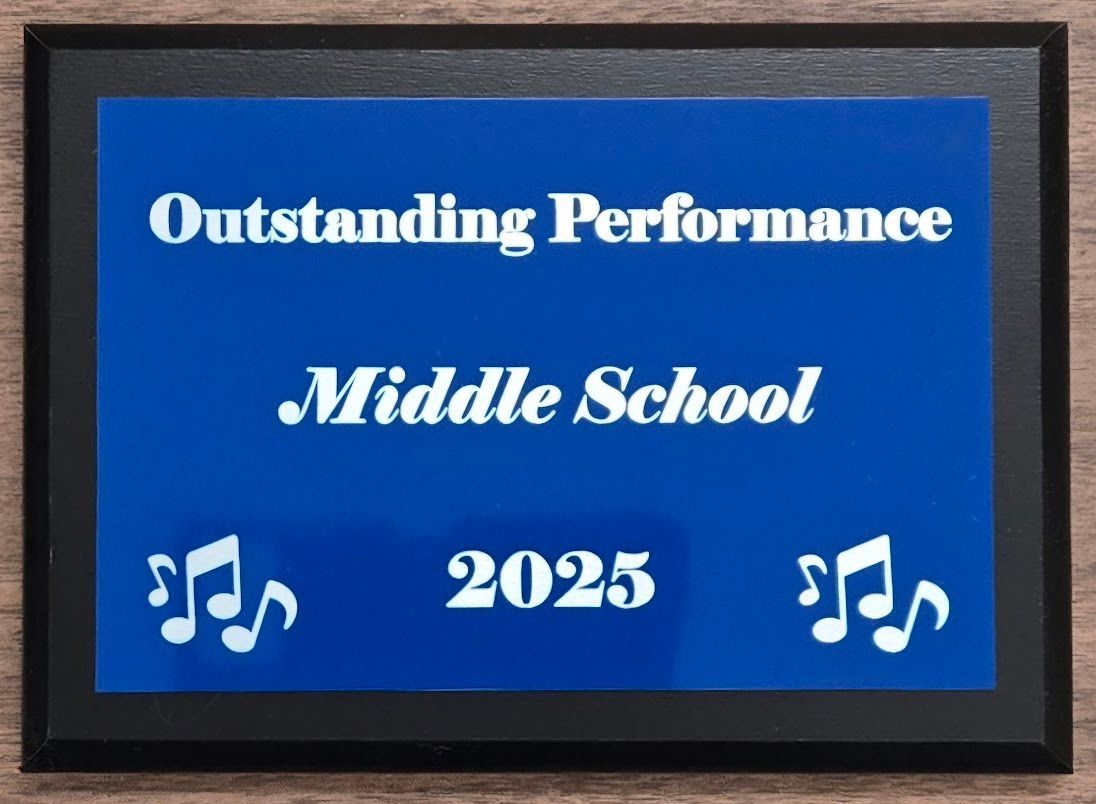 Outstanding Performance
Middle School
2025